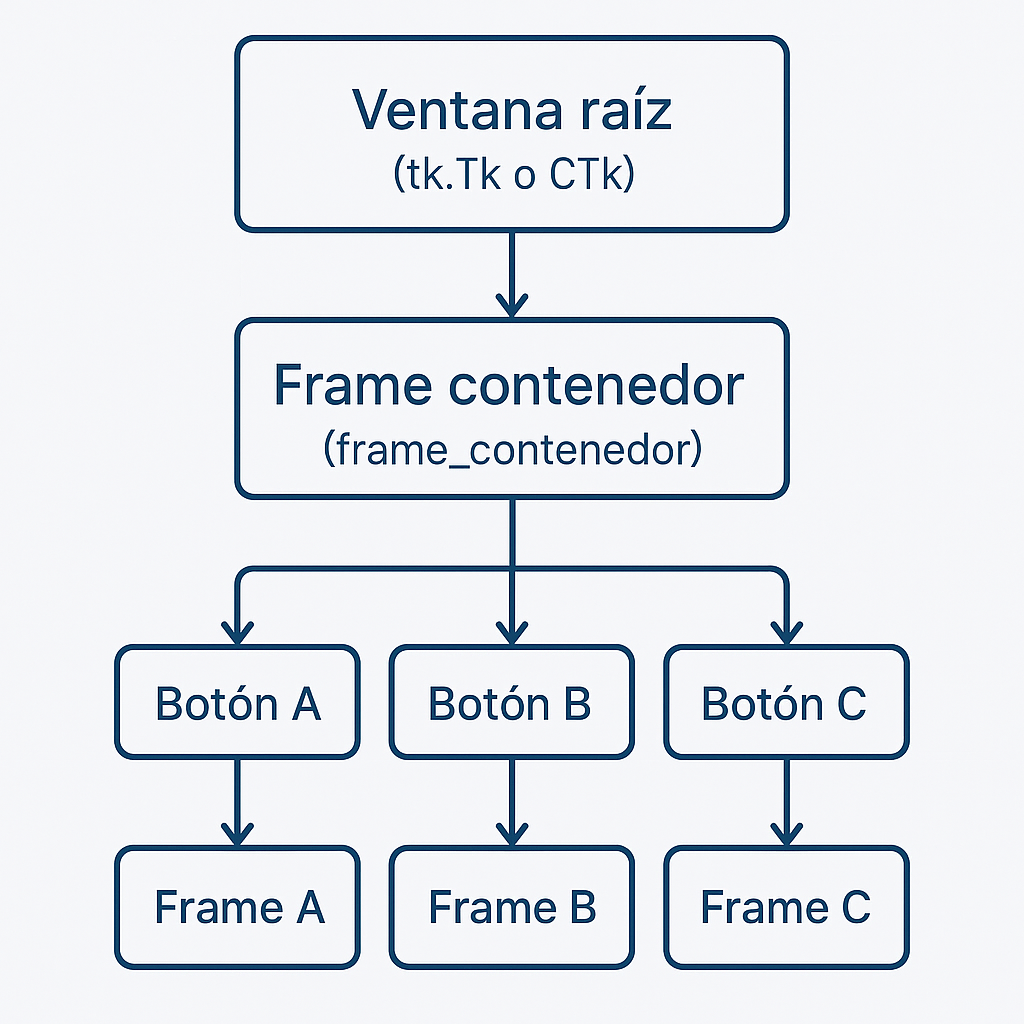 Ventana raíz
(tk.Tk o CTk)
Frame contenedor
(frame_contenedor)
Botón A
Botón B
Botón C
Frame A
Frame B
Frame C